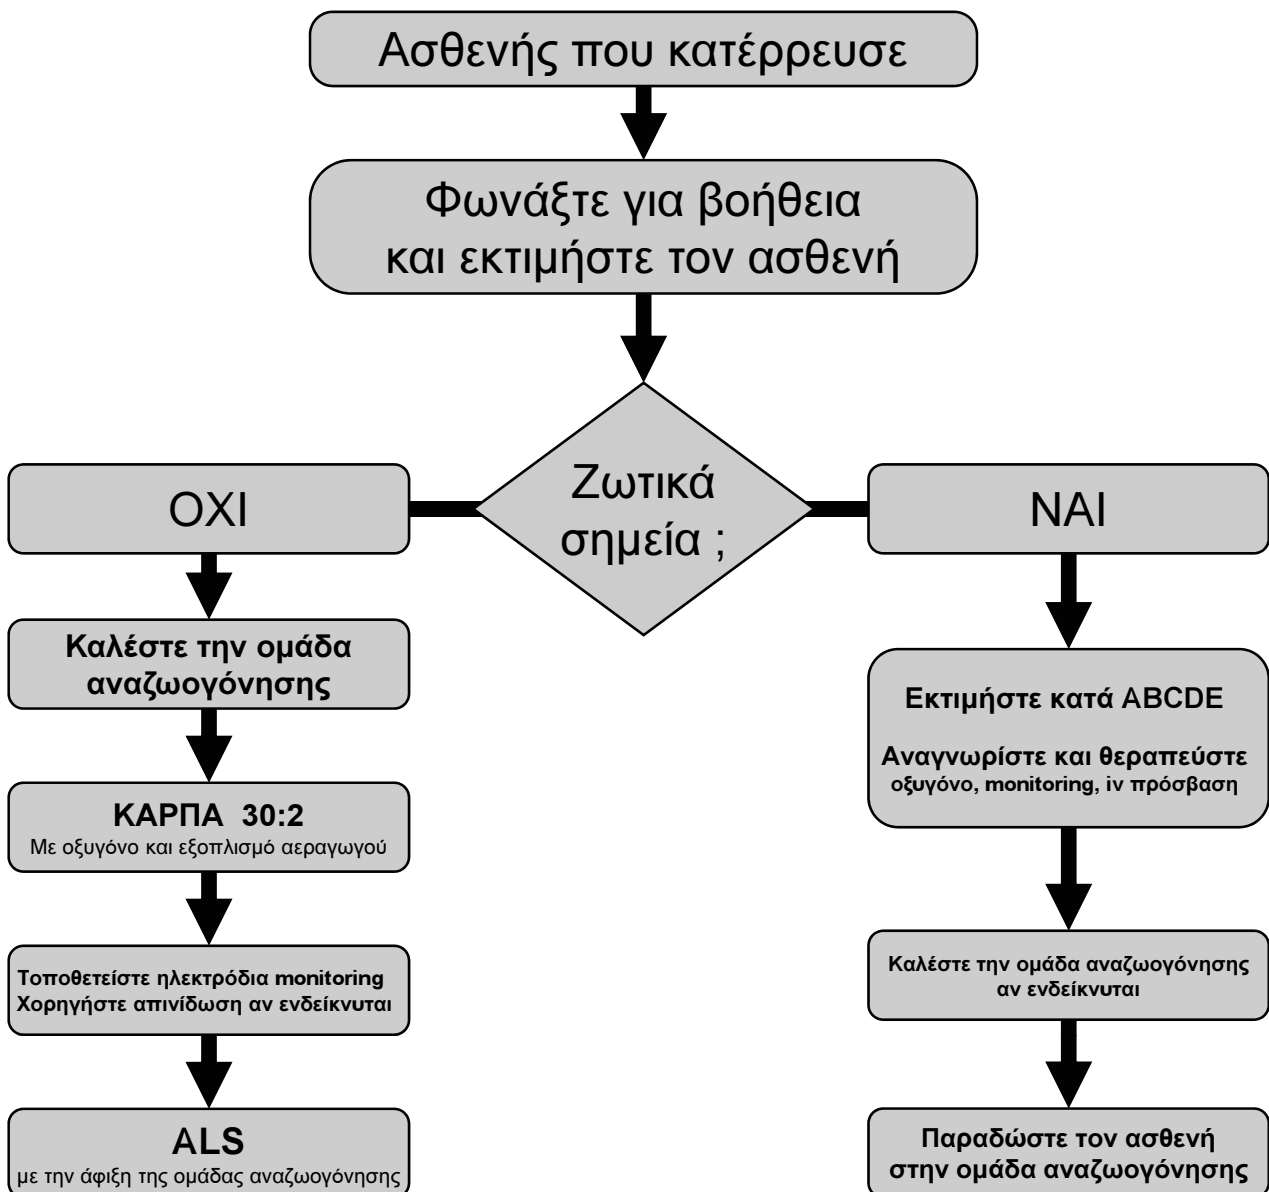 Ασθενής που κατέρρευσε
Φωνάξτε για βοήθεια
και εκτιμήστε τον ασθενή
Ζωτικά
σημεία ;
ΟΧΙ
Καλέστε την ομάδα
αναζωογόνησης
ΚΑΡΠΑ 30:2
Με οξυγόνο και εξοπλισμό αεραγωγού
Τοποθετείστε ηλεκτρόδια monitoring
Χορηγήστε απινίδωση αν ενδείκνυται
ALS
με την άφιξη της ομάδας αναζωογόνησης
ΝΑΙ
Εκτιμήστε κατά ABCDE
Αναγνωρίστε και θεραπεύστε
οξυγόνο, monitoring, iv πρόσβαση
Καλέστε την ομάδα αναζωογόνησης
αν ενδείκνυται
Παραδώστε τον ασθενή
στην ομάδα αναζωογόνησης